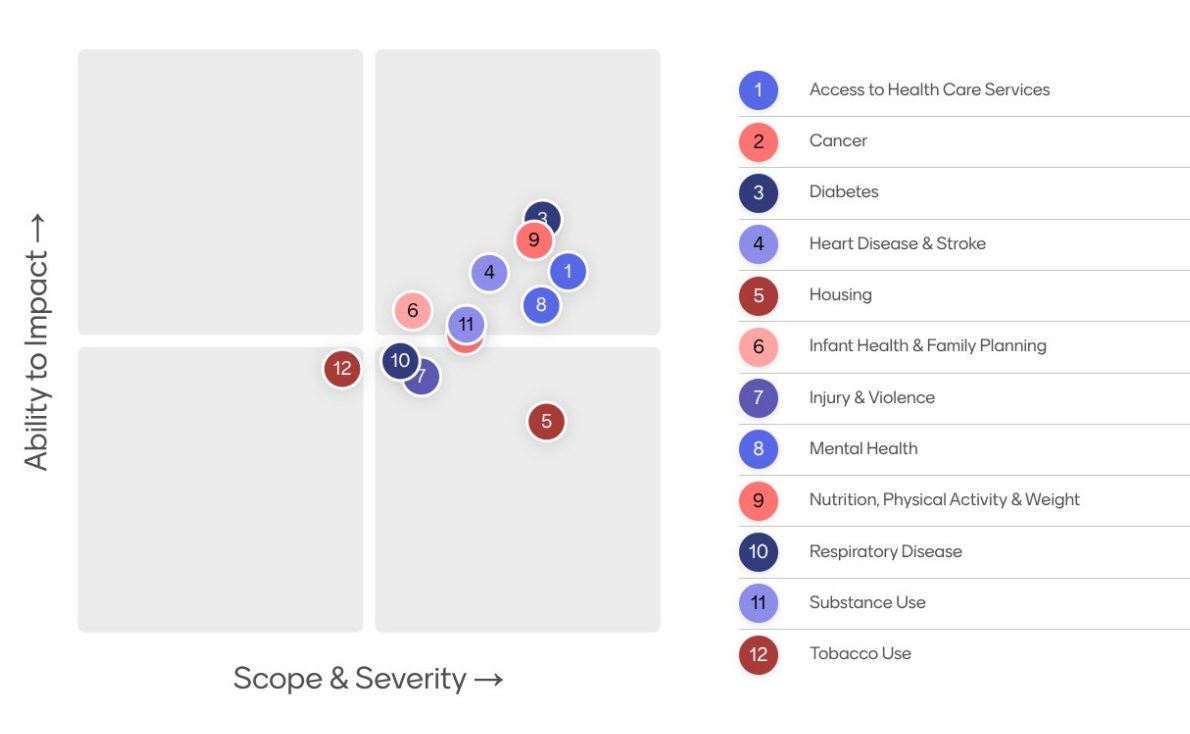 Ability to Impact →
3
9
4
1
8
6
11
10
12
7
5
Scope & Severity →
1 Access to Health Care Services
2 Cancer
3 Diabetes
4 Heart Disease & Stroke
5 Housing
6 Infant Health & Family Planning
7 Injury & Violence
8 Mental Health
9 Nutrition, Physical Activity & Weight
10 Respiratory Disease
11 Substance Use
12 Tobacco Use